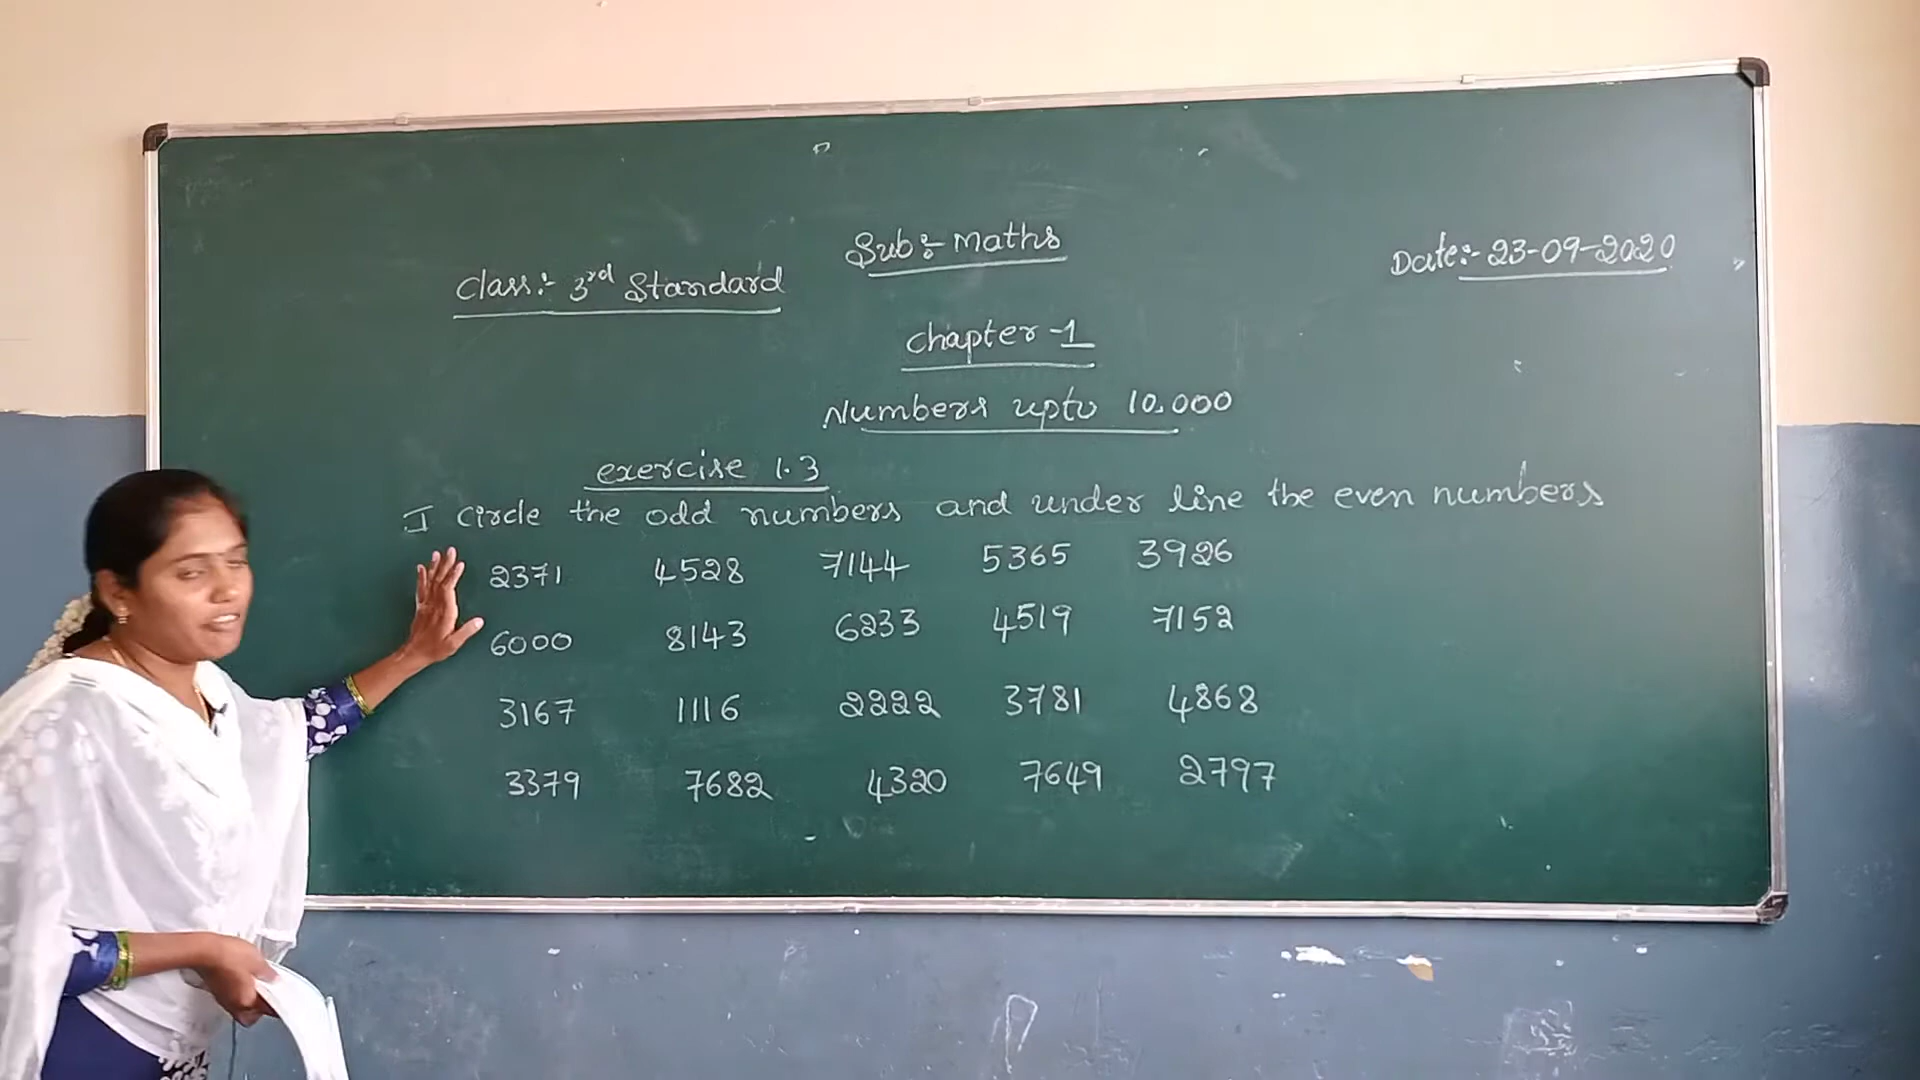 Sub:- Maths
Class:- 3rd Standard
Date:- 23-09-2020
Chapter-1
Numbers upto 10,000
exercise 1.3
I Circle the odd numbers and under line the even numbers
2371 4528 7144 5365 3926
6000 8143 6233 4519 7152
3167 1116 2222 3781 4868
3379 7682 4320 7649 2797